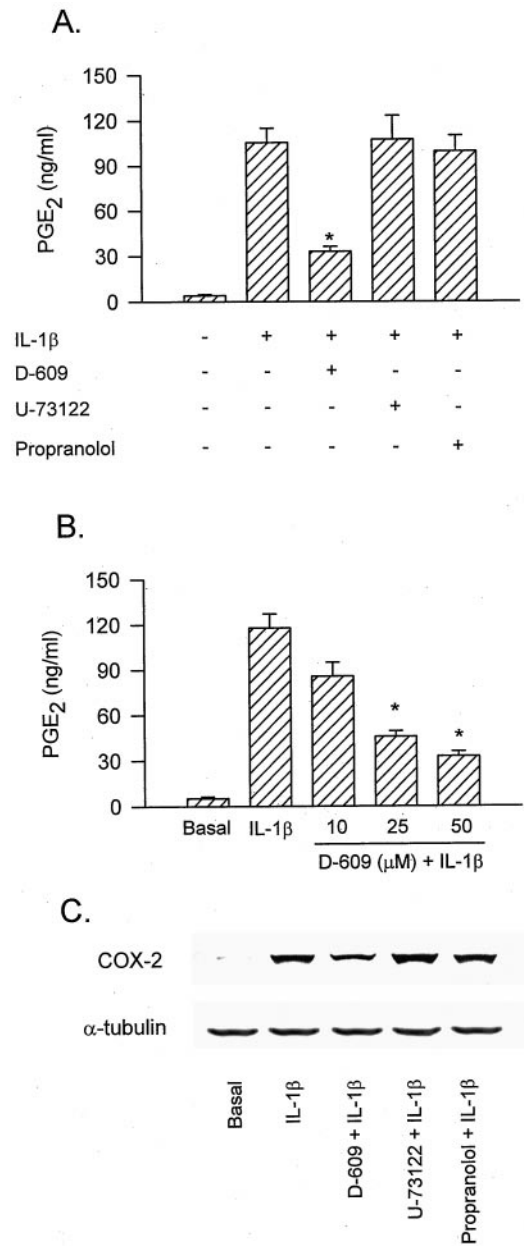 A.
150
120
90
60
30
0
PGE₂ (ng/ml)
*
IL-1β - + + + +
D-609 - - + - -
U-73122 - - - + -
Propranolol - - - - +
B.
150
120
90
60
30
0
PGE₂ (ng/ml)
* *
Basal IL-1β 10 25 50
D-609 (μM) + IL-1β
C.
COX-2
α-tubulin
Basal
IL-1β
D-609 + IL-1β
U-73122 + IL-1β
Propranolol + IL-1β